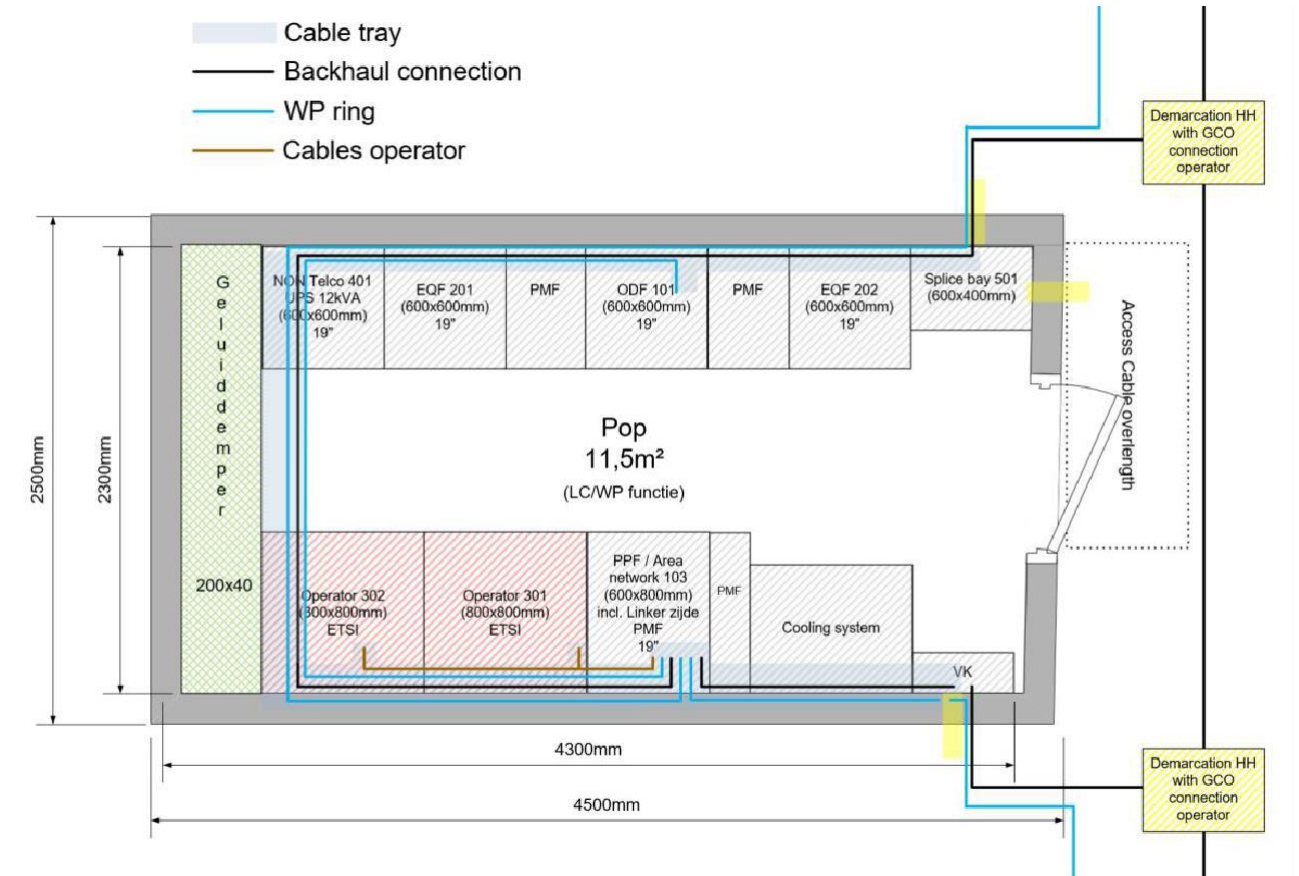 Cable tray
Backhaul connection
WP ring
Cables operator
Demarcation HH
with GCO
connection
operator
Geluiddemper
200x40
NON Telco 401
UPS 12kVA
(600x600mm)
19"
EQF 201
(600x600mm)
19"
PMF
ODF 101
(600x600mm)
19"
PMF
EQF 202
(600x600mm)
19"
Splice bay 501
(600x400mm)
Access Cable overlength
2500mm
2300mm
Pop
11,5m²
(LC/WP functie)
Operator 302
(800x800mm)
ETSI
Operator 301
(800x800mm)
ETSI
PPF / Area
network 103
(600x800mm)
incl. Linker zijde
PMF
19"
PMF
Cooling system
VK
4300mm
4500mm
Demarcation HH
with GCO
connection
operator